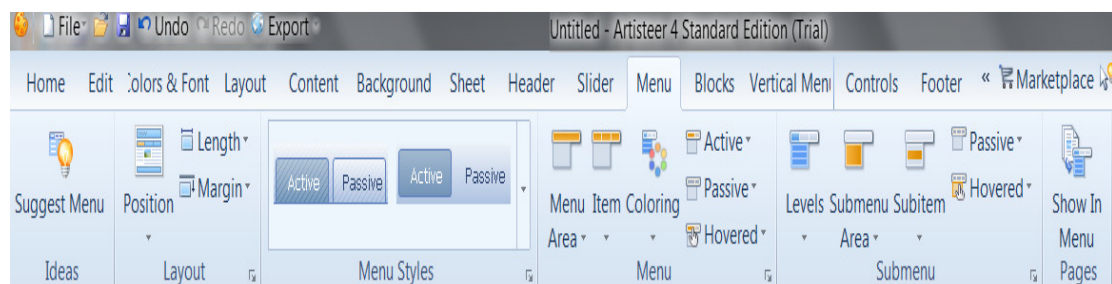 File Undo Redo Export Untitled - Artisteer 4 Standard Edition (Trial)
Home Edit Colors & Font Layout Content Background Sheet Header Slider Menu Blocks Vertical Men Controls Footer « Marketplace
Suggest Menu
Ideas
Position
Length
Margin
Layout
Active Passive Active Passive
Menu Styles
Menu Area
Item
Coloring
Active
Passive
Hovered
Menu
Levels
Submenu Area
Subitem
Passive
Hovered
Submenu
Show In
Menu
Pages